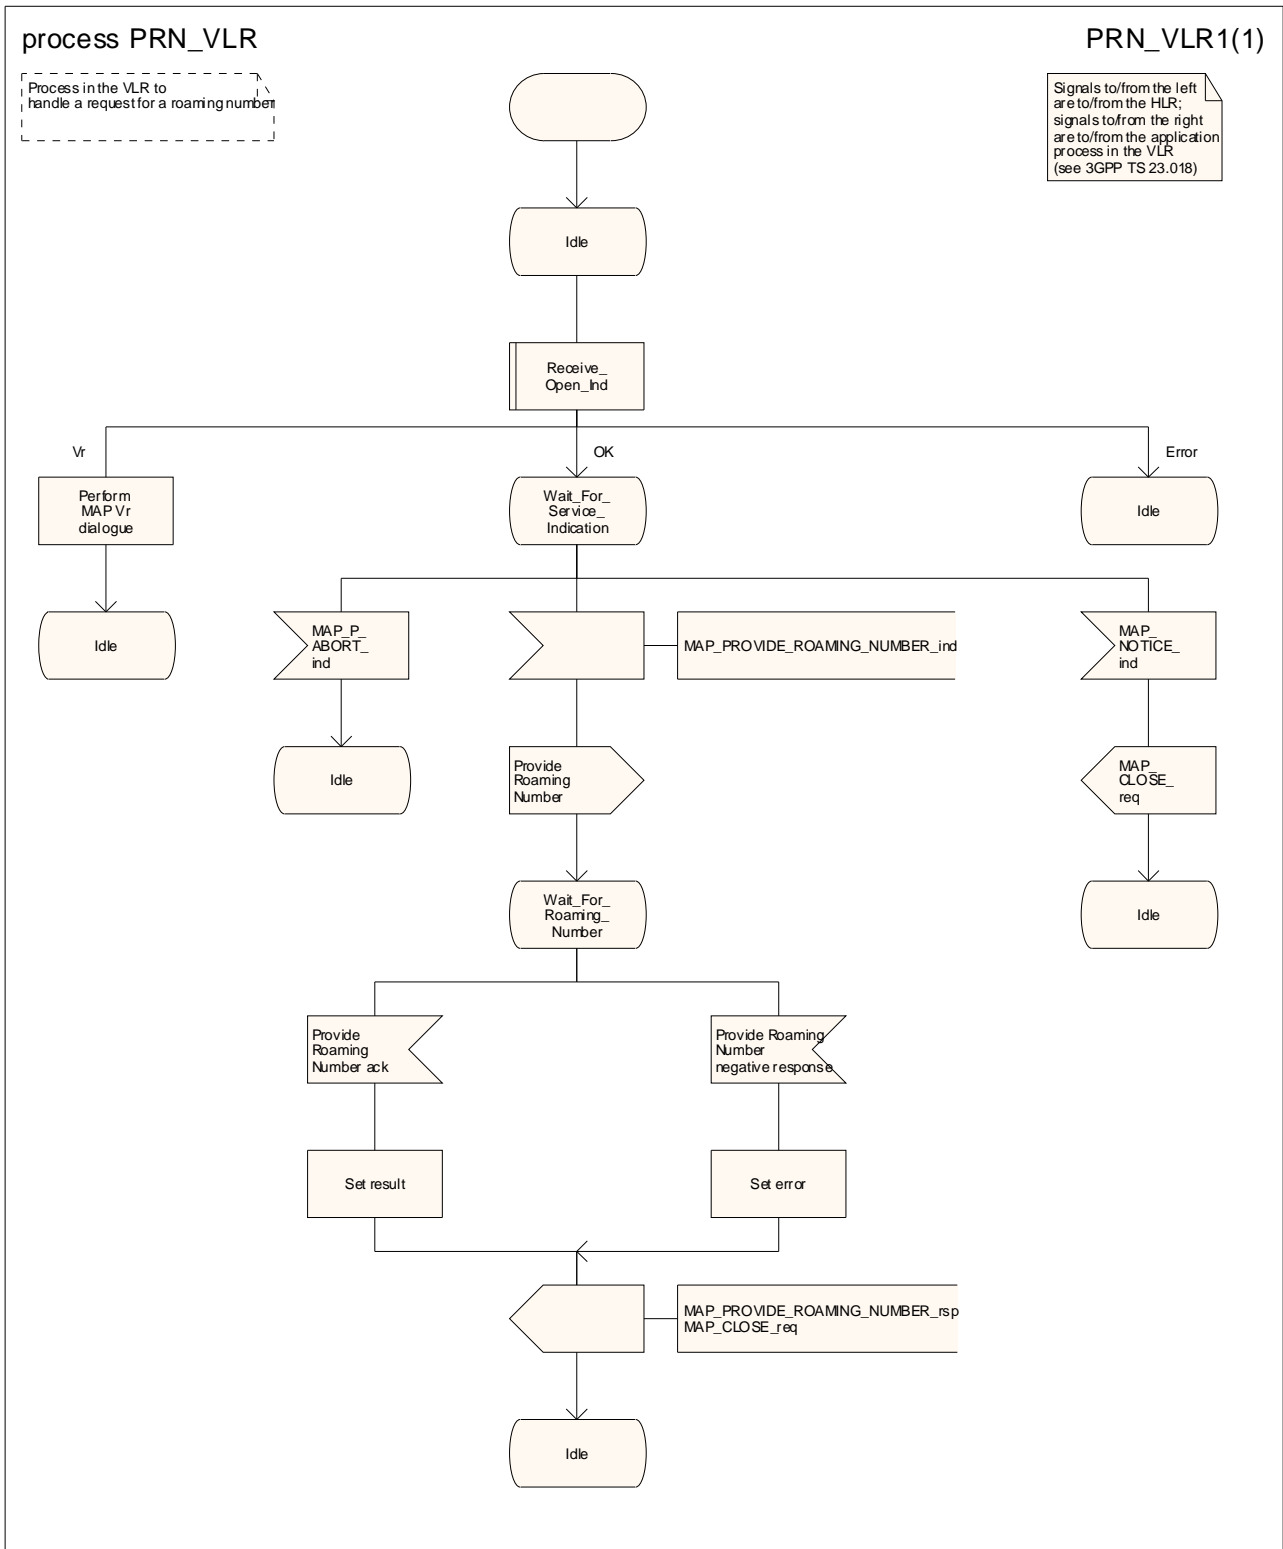 process PRN_VLR
PRN_VLR1(1)
Process in the VLR to
handle a request for a roaming number
Signals to/from the left
are to/from the HLR;
signals to/from the right
are to/from the application
process in the VLR
(see 3GPP TS 23.018)
Idle
Receive_
Open_Ind
Vr
OK
Error
Perform
MAP Vr
dialogue
Wait_For_
Service_
Indication
Idle
Idle
MAP_P_
ABORT_
ind
MAP_PROVIDE_ROAMING_NUMBER_ind
MAP_
NOTICE_
ind
Idle
Provide
Roaming
Number
MAP_
CLOSE_
req
Wait_For_
Roaming_
Number
Idle
Provide
Roaming
Number ack
Provide Roaming
Number
negative response
Set result
Set error
MAP_PROVIDE_ROAMING_NUMBER_rsp
MAP_CLOSE_req
Idle